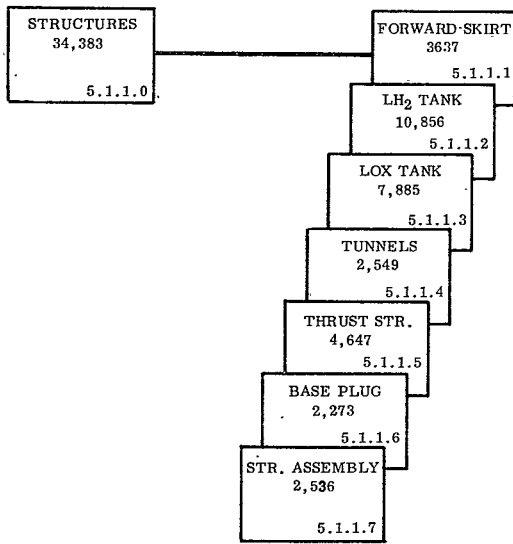 STRUCTURES
34,383
5.1.1.0
FORWARD-SKIRT
3637
5.1.1.1
LH₂ TANK
10,856
5.1.1.2
LOX TANK
7,885
5.1.1.3
TUNNELS
2,549
5.1.1.4
THRUST STR.
4,647
5.1.1.5
BASE PLUG
2,273
5.1.1.6
STR. ASSEMBLY
2,536
5.1.1.7